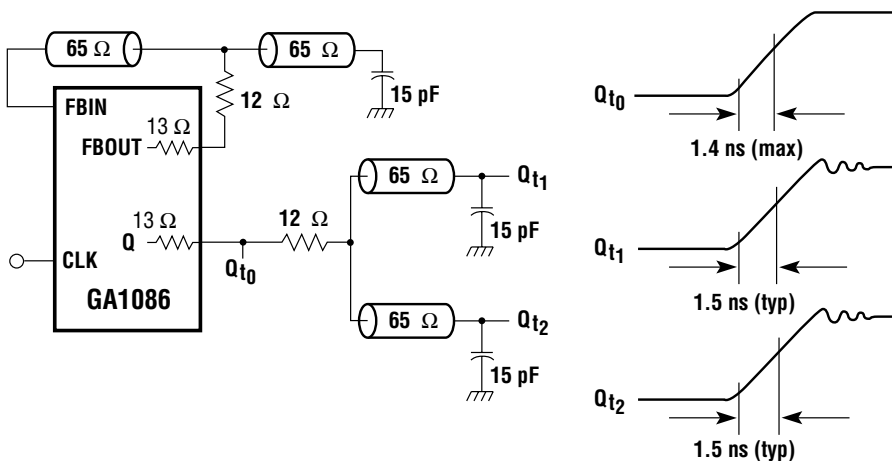 65 Ω
65 Ω
15 pF
12 Ω
FBIN
13 Ω
FBOUT
13 Ω
Q
CLK
GA1086
Qt0
12 Ω
65 Ω
Qt1
15 pF
65 Ω
Qt2
15 pF
Qt0
1.4 ns (max)
Qt1
1.5 ns (typ)
Qt2
1.5 ns (typ)